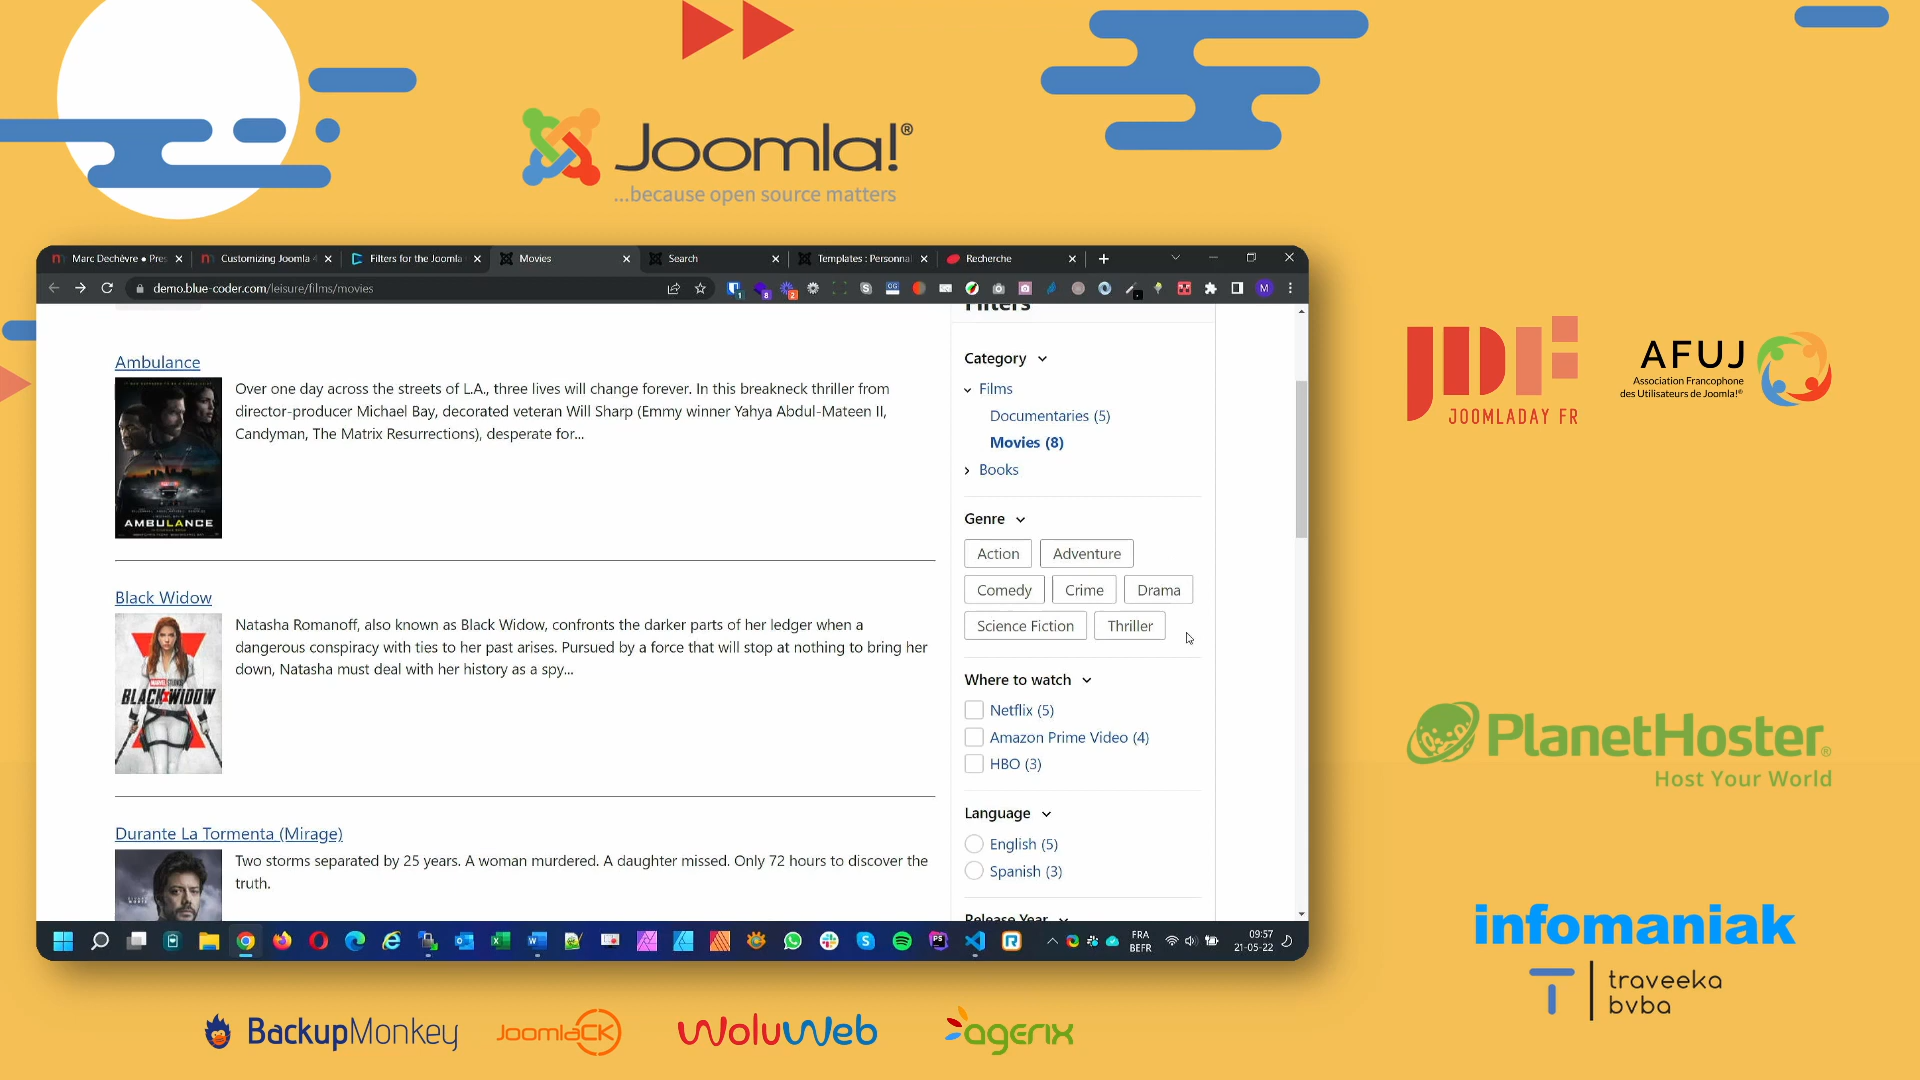 Joomla!®
...because open source matters
Marc Dechèvre ● Pres
Customizing Joomla
Filters for the Joomla
Movies
Search
Templates : Personnal
Recherche
demo.blue-coder.com/leisure/films/movies
Filters
Ambulance
Over one day across the streets of L.A., three lives will change forever. In this breakneck thriller from
director-producer Michael Bay, decorated veteran Will Sharp (Emmy winner Yahya Abdul-Mateen II,
Candyman, The Matrix Resurrections), desperate for...
AMBULANCE
Black Widow
Natasha Romanoff, also known as Black Widow, confronts the darker parts of her ledger when a
dangerous conspiracy with ties to her past arises. Pursued by a force that will stop at nothing to bring her
down, Natasha must deal with her history as a spy...
BLACK WIDOW
Durante La Tormenta (Mirage)
Two storms separated by 25 years. A woman murdered. A daughter missed. Only 72 hours to discover the
truth.
Category
Films
Documentaries (5)
Movies (8)
Books
Genre
Action
Adventure
Comedy
Crime
Drama
Science Fiction
Thriller
Where to watch
Netflix (5)
Amazon Prime Video (4)
HBO (3)
Language
English (5)
Spanish (3)
Release Year
FRA
BEFR
09:57
21-05-22
JDF
JOOMLADAY FR
AFUJ
Association Francophone
des Utilisateurs de Joomla!®
PlanetHoster®
Host Your World
infomaniak
traveeka
bvba
BackupMonkey
JoomlaCK
WoluWeb
agerix